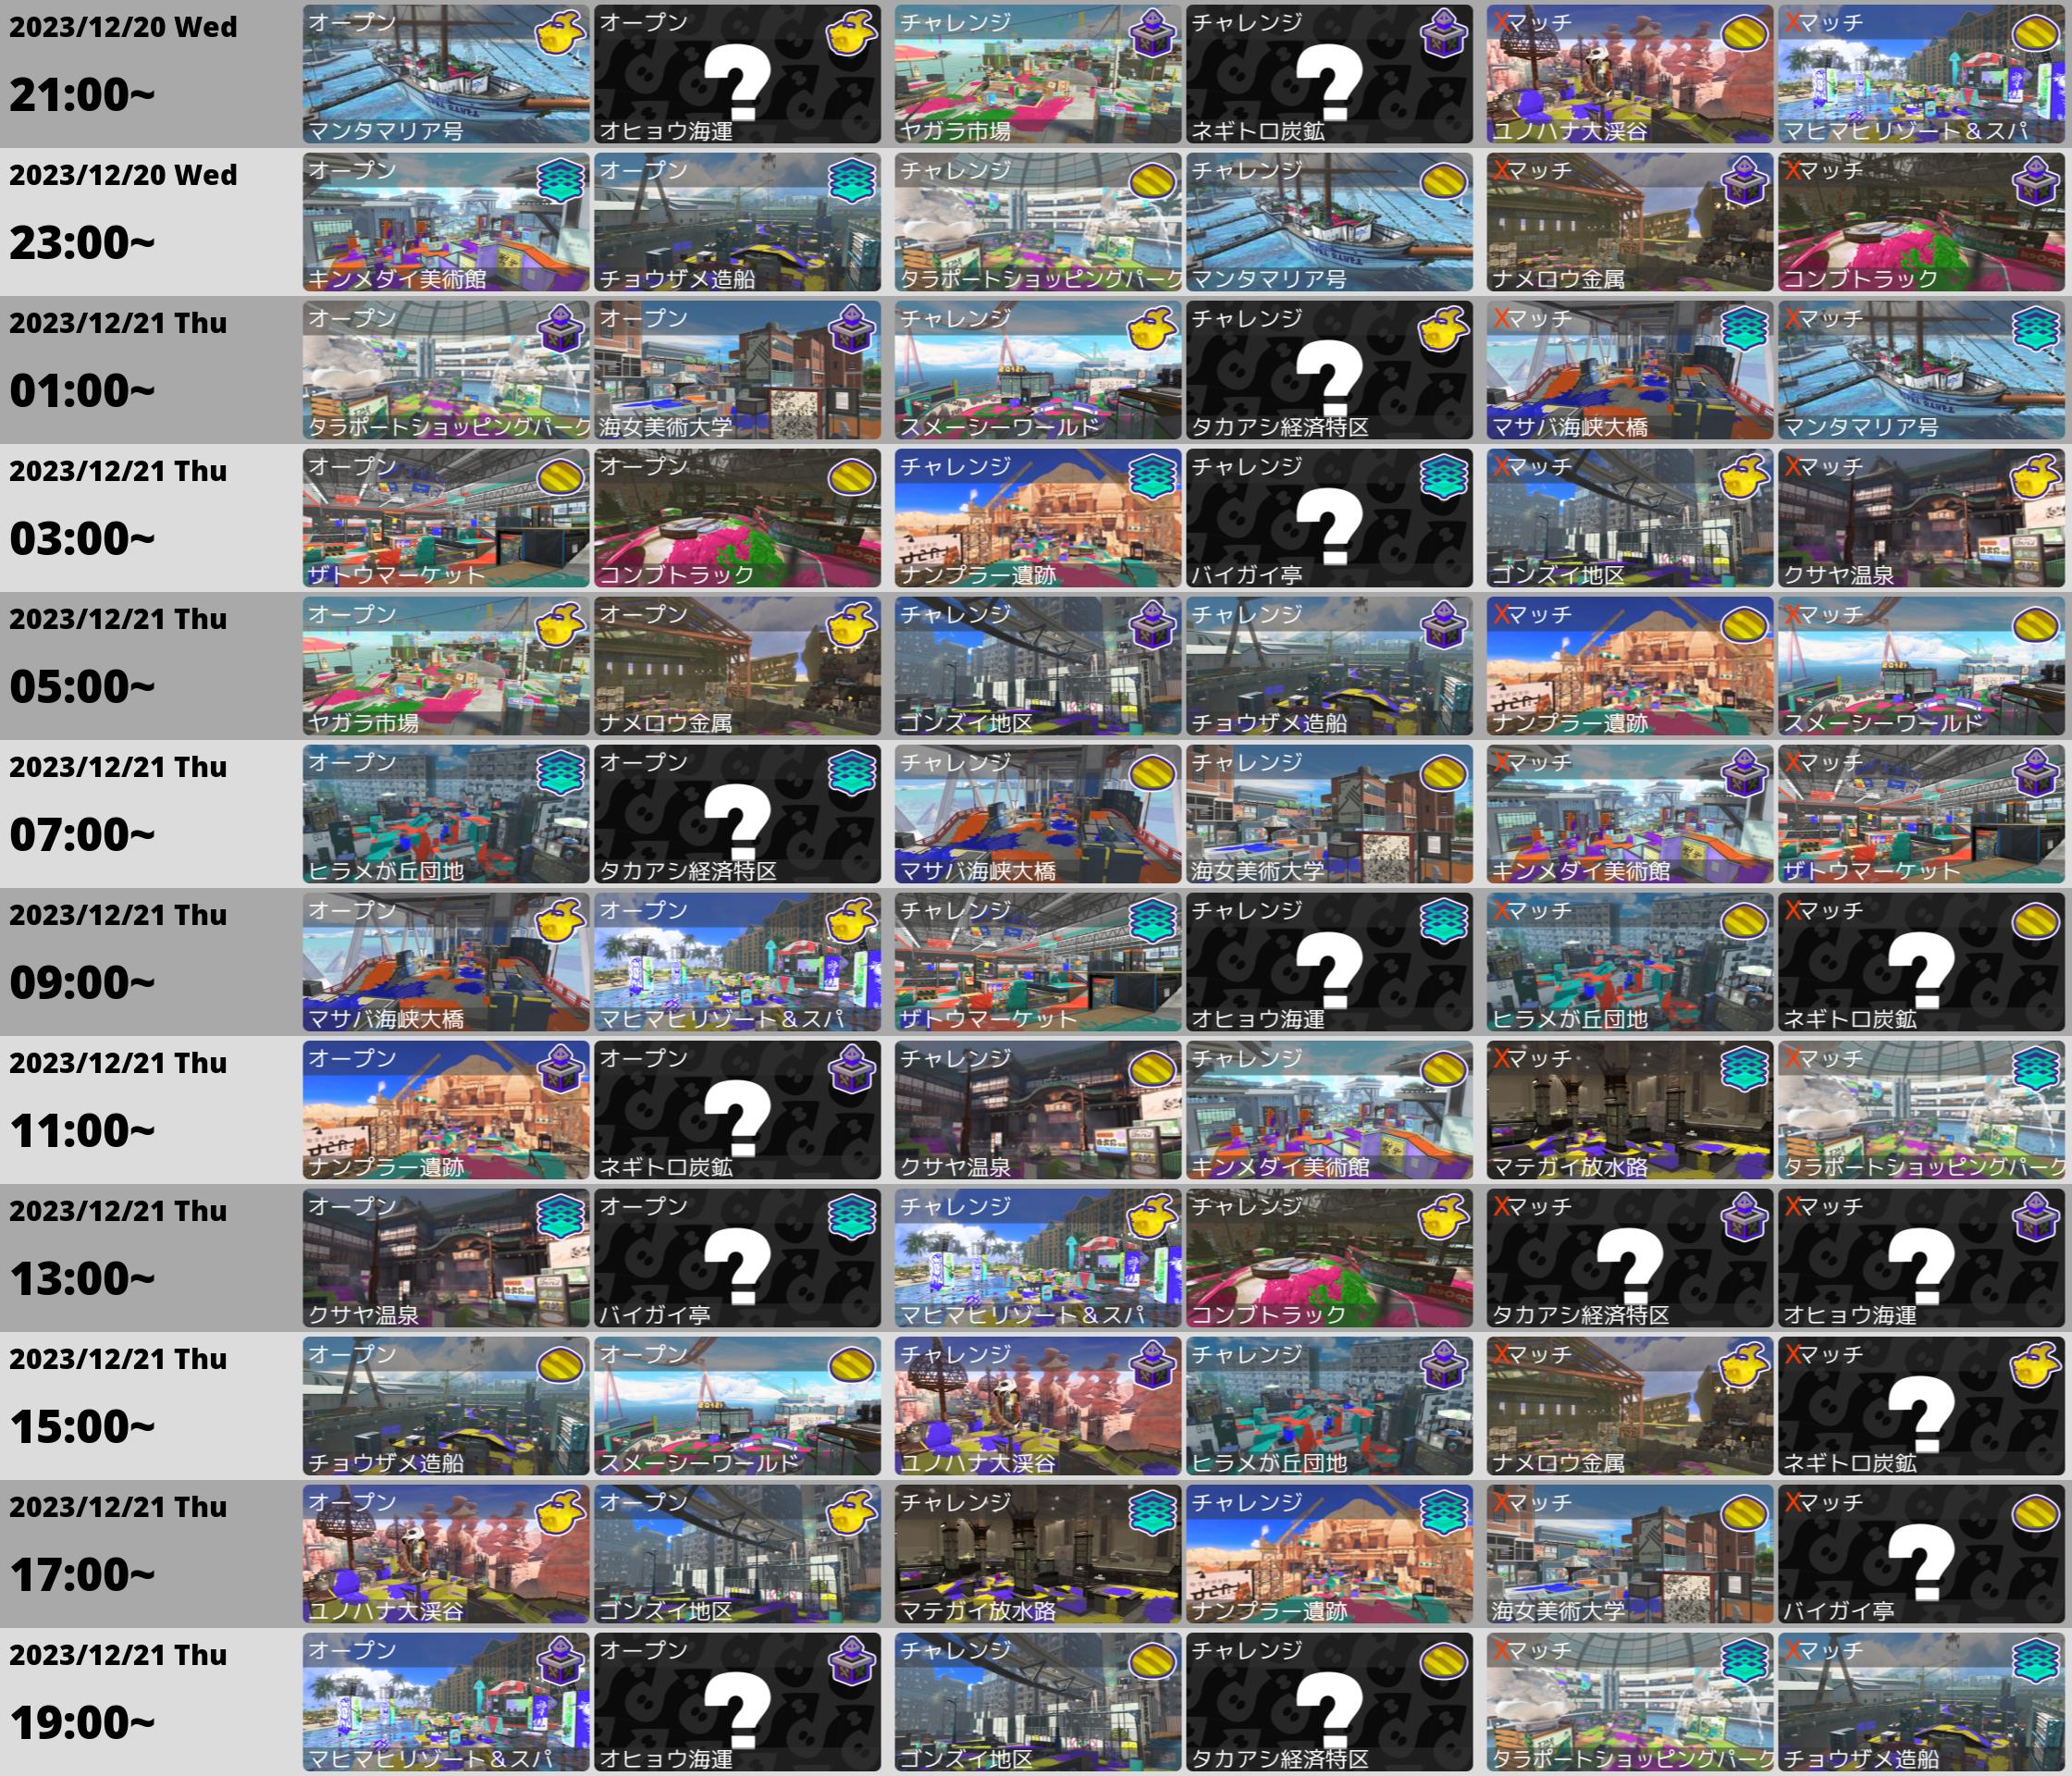 2023/12/20 Wed
21:00~
オープン オープン チャレンジ チャレンジ Xマッチ Xマッチ
マンタマリア号 オヒョウ海運 ヤガラ市場 ネギトロ炭鉱 ユノハナ大渓谷 マヒマヒリゾート&スパ
2023/12/20 Wed
23:00~
オープン オープン チャレンジ チャレンジ Xマッチ Xマッチ
キンメダイ美術館 チョウザメ造船 タラポートショッピングパーク マンタマリア号 ナメロウ金属 コンブトラック
2023/12/21 Thu
01:00~
オープン オープン チャレンジ チャレンジ Xマッチ Xマッチ
タラポートショッピングパーク 海女美術大学 スメーシーワールド タカアシ経済特区 マサバ海峡大橋 マンタマリア号
2023/12/21 Thu
03:00~
オープン オープン チャレンジ チャレンジ Xマッチ Xマッチ
ザトウマーケット コンブトラック ナンプラー遺跡 バイガイ亭 ゴンズイ地区 クサヤ温泉
2023/12/21 Thu
05:00~
オープン オープン チャレンジ チャレンジ Xマッチ Xマッチ
ヤガラ市場 ナメロウ金属 ゴンズイ地区 チョウザメ造船 ナンプラー遺跡 スメーシーワールド
2023/12/21 Thu
07:00~
オープン オープン チャレンジ チャレンジ Xマッチ Xマッチ
ヒラメが丘団地 タカアシ経済特区 マサバ海峡大橋 海女美術大学 キンメダイ美術館 ザトウマーケット
2023/12/21 Thu
09:00~
オープン オープン チャレンジ チャレンジ Xマッチ Xマッチ
マサバ海峡大橋 マヒマヒリゾート&スパ ザトウマーケット オヒョウ海運 ヒラメが丘団地 ネギトロ炭鉱
2023/12/21 Thu
11:00~
オープン オープン チャレンジ チャレンジ Xマッチ Xマッチ
ナンプラー遺跡 ネギトロ炭鉱 クサヤ温泉 キンメダイ美術館 マテガイ放水路 タラポートショッピングパーク
2023/12/21 Thu
13:00~
オープン オープン チャレンジ チャレンジ Xマッチ Xマッチ
クサヤ温泉 バイガイ亭 マヒマヒリゾート&スパ コンブトラック タカアシ経済特区 オヒョウ海運
2023/12/21 Thu
15:00~
オープン オープン チャレンジ チャレンジ Xマッチ Xマッチ
チョウザメ造船 スメーシーワールド ユノハナ大渓谷 ヒラメが丘団地 ナメロウ金属 ネギトロ炭鉱
2023/12/21 Thu
17:00~
オープン オープン チャレンジ チャレンジ Xマッチ Xマッチ
ユノハナ大渓谷 ゴンズイ地区 マテガイ放水路 ナンプラー遺跡 海女美術大学 バイガイ亭
2023/12/21 Thu
19:00~
オープン オープン チャレンジ チャレンジ Xマッチ Xマッチ
マヒマヒリゾート&スパ オヒョウ海運 ゴンズイ地区 タカアシ経済特区 タラポートショッピングパーク チョウザメ造船